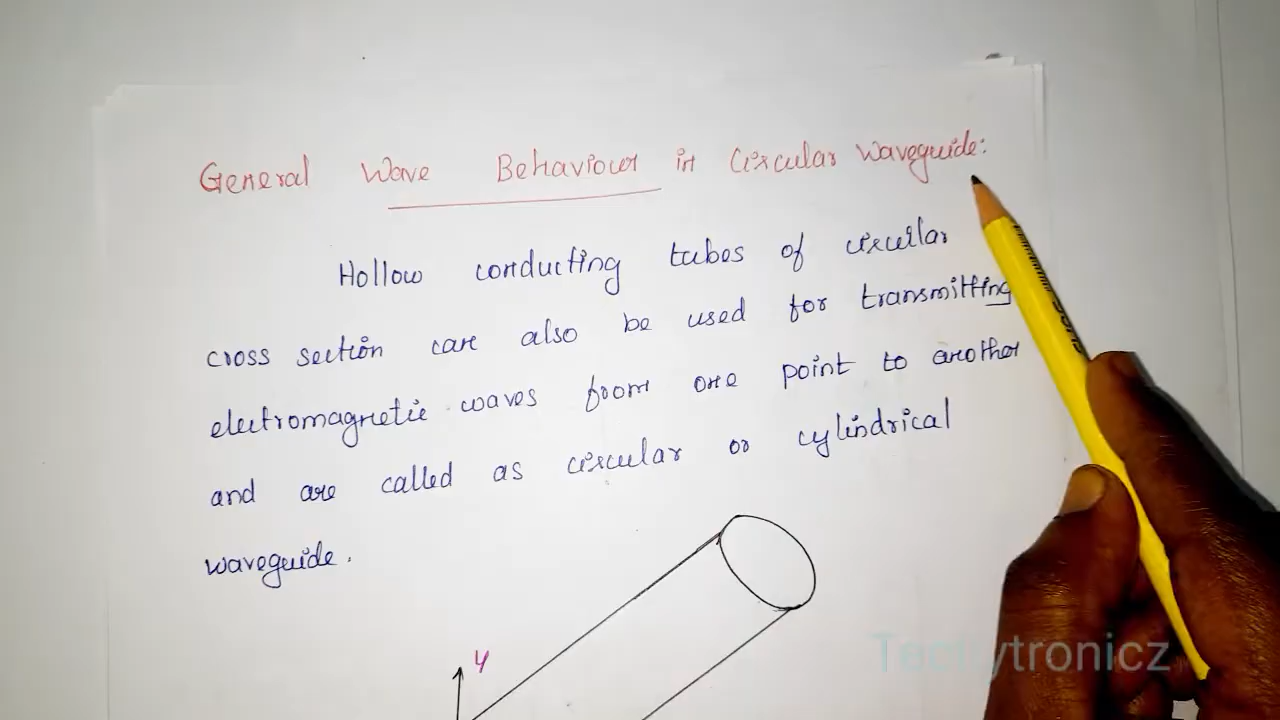 General Wave Behaviour in Circular Waveguide:
Hollow conducting tubes of circular
cross section can also be used for transmitting
electromagnetic waves from one point to another
and are called as circular or cylindrical
waveguide.
y
Techytronicz